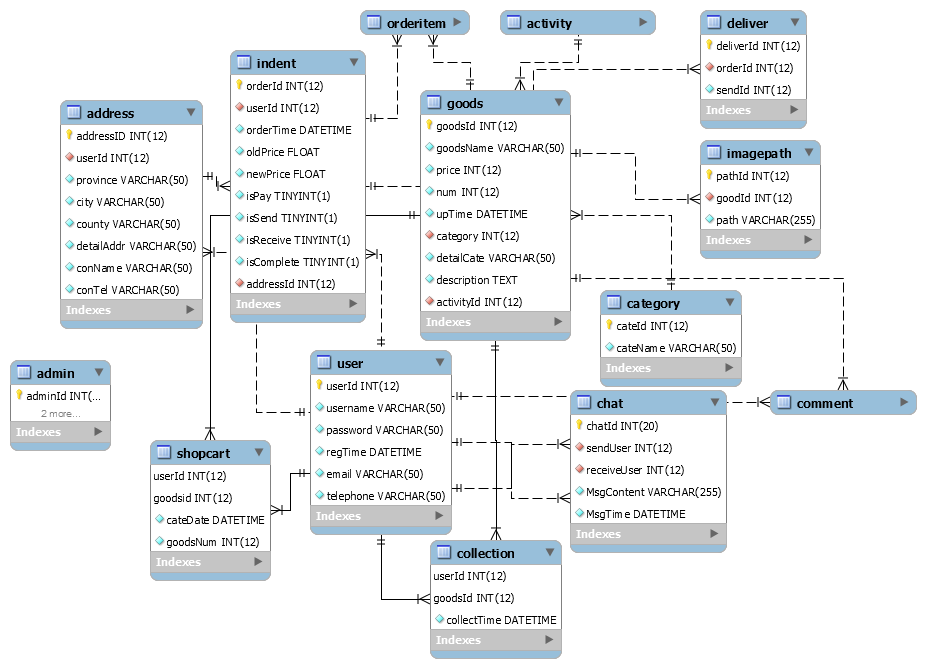 orderitem
activity
deliver
deliverId INT(12)
orderId INT(12)
sendId INT(12)
Indexes
indent
orderId INT(12)
userId INT(12)
orderTime DATETIME
oldPrice FLOAT
newPrice FLOAT
isPay TINYINT(1)
isSend TINYINT(1)
isReceive TINYINT(1)
isComplete TINYINT(1)
addressId INT(12)
Indexes
address
addressID INT(12)
userId INT(12)
province VARCHAR(50)
city VARCHAR(50)
county VARCHAR(50)
detailAddr VARCHAR(50)
conName VARCHAR(50)
conTel VARCHAR(50)
Indexes
goods
goodsId INT(12)
goodsName VARCHAR(50)
price INT(12)
num INT(12)
upTime DATETIME
category INT(12)
detailCate VARCHAR(50)
description TEXT
activityId INT(12)
Indexes
imagepath
pathId INT(12)
goodId INT(12)
path VARCHAR(255)
Indexes
category
cateId INT(12)
cateName VARCHAR(50)
Indexes
admin
adminId INT(...
2 more...
Indexes
user
userId INT(12)
username VARCHAR(50)
password VARCHAR(50)
regTime DATETIME
email VARCHAR(50)
telephone VARCHAR(50)
Indexes
chat
chatId INT(20)
sendUser INT(12)
receiveUser INT(12)
MsgContent VARCHAR(255)
MsgTime DATETIME
Indexes
comment
shopcart
userId INT(12)
goodsid INT(12)
cateDate DATETIME
goodsNum INT(12)
Indexes
collection
userId INT(12)
goodsId INT(12)
collectTime DATETIME
Indexes